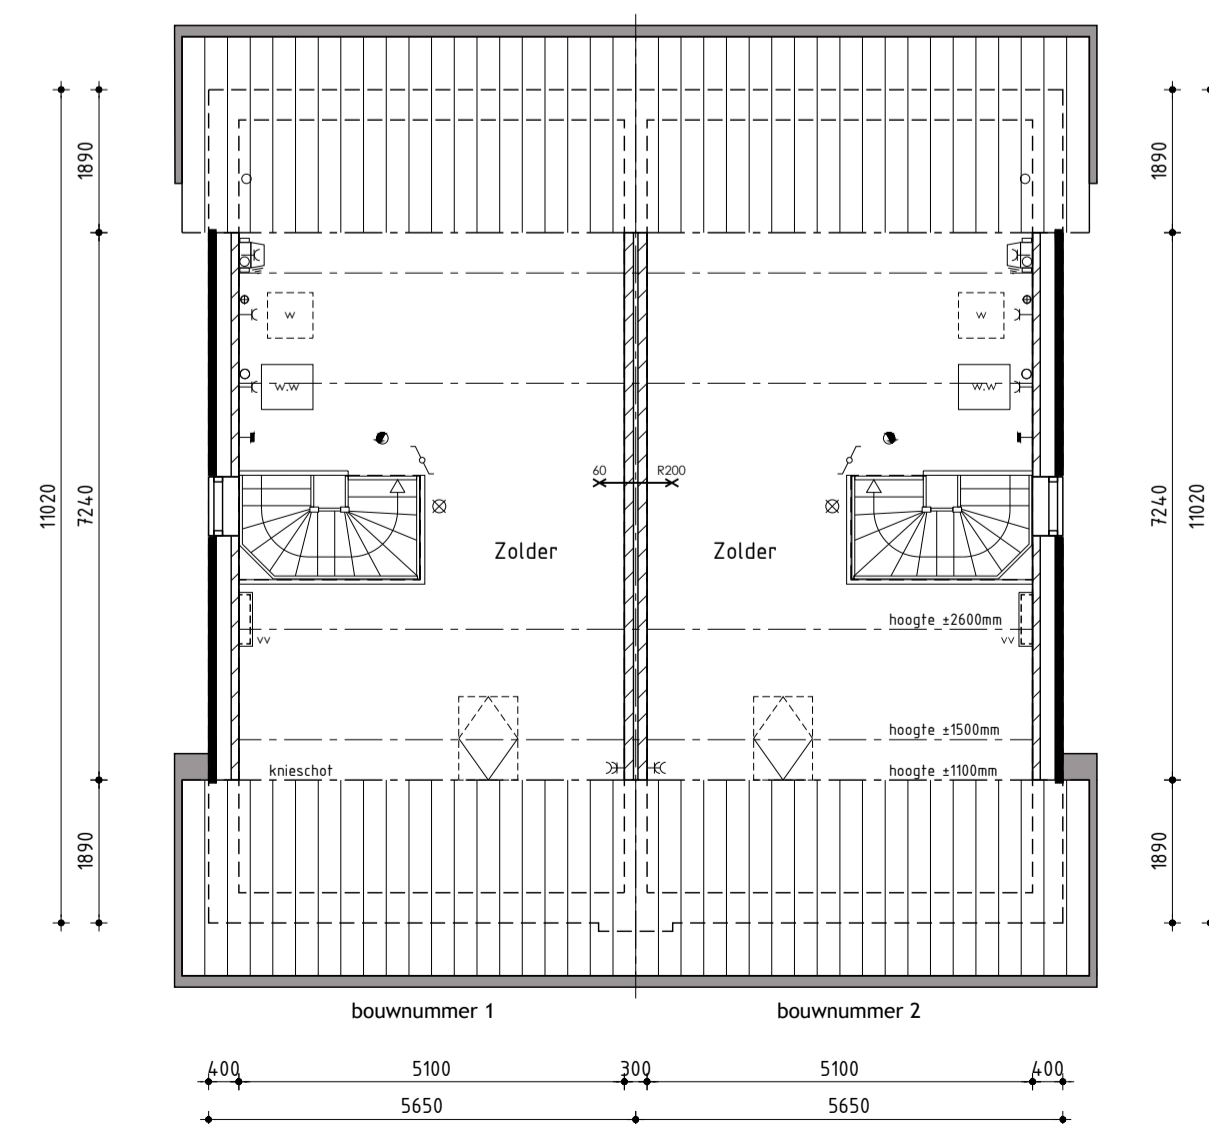 1890
1890
w
w
w.w
w.w
60
R200
11020
7240
7240
11020
Zolder
Zolder
hoogte ±2600mm
vv
vv
hoogte ±1500mm
knieschot
hoogte ±1100mm
1890
1890
bouwnummer 1
bouwnummer 2
400
5100
300
5100
400
5650
5650